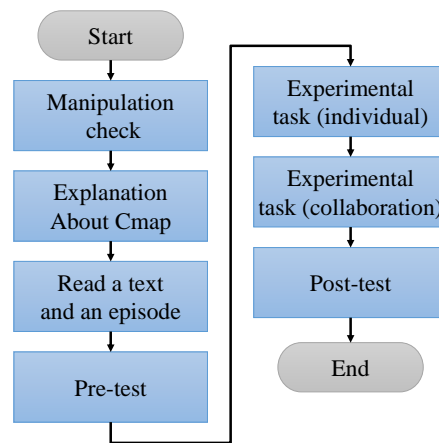 Start
Manipulation
check
Explanation
About Cmap
Read a text
and an episode
Pre-test
Experimental
task (individual)
Experimental
task (collaboration)
Post-test
End